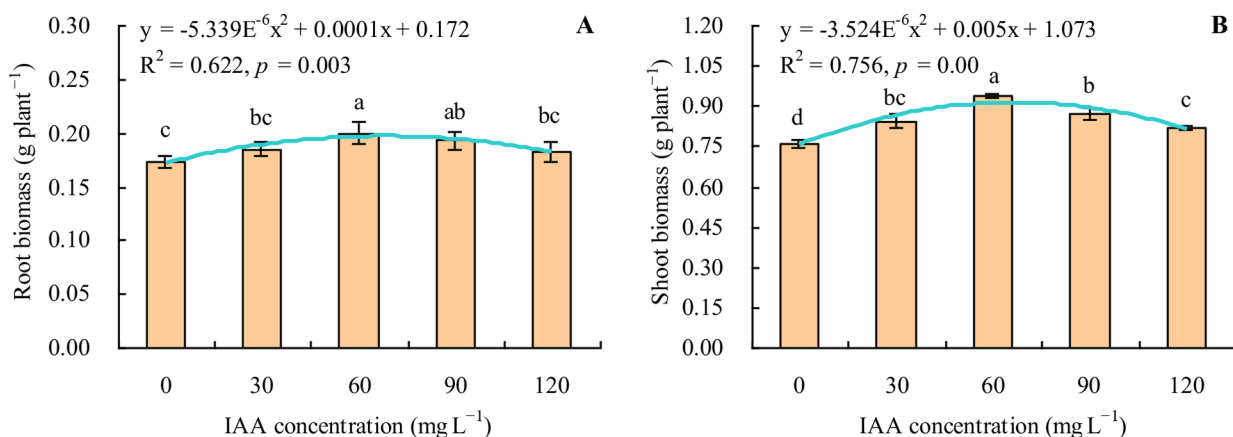 y = -5.339E⁻⁶x² + 0.0001x + 0.172
A
R² = 0.622, p = 0.003
c
bc
a
ab
bc
0.30
0.25
0.20
0.15
0.10
0.05
0.00
Root biomass (g plant⁻¹)
0 30 60 90 120
IAA concentration (mg L⁻¹)
y = -3.524E⁻⁶x² + 0.005x + 1.073
B
R² = 0.756, p = 0.00
d
bc
a
b
c
1.20
1.05
0.90
0.75
0.60
0.45
0.30
0.15
0.00
Shoot biomass (g plant⁻¹)
0 30 60 90 120
IAA concentration (mg L⁻¹)